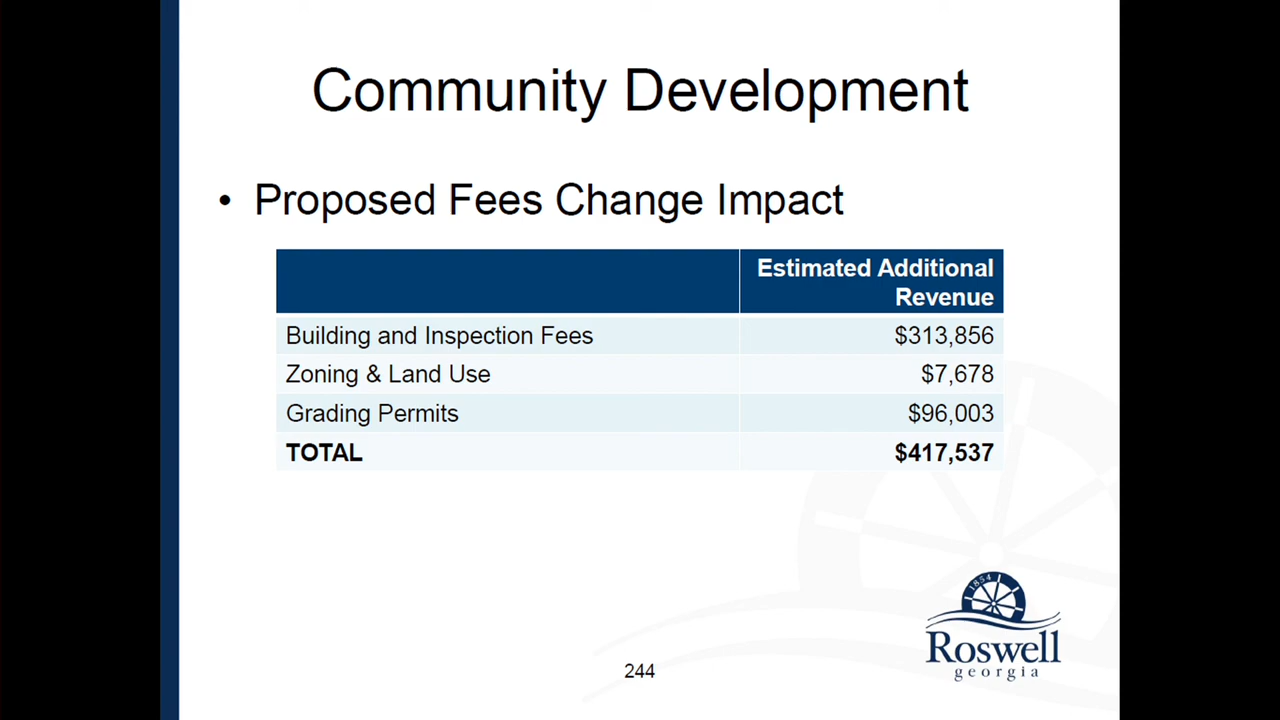 Community Development
• Proposed Fees Change Impact
Estimated Additional
Revenue
Building and Inspection Fees $313,856
Zoning & Land Use $7,678
Grading Permits $96,003
TOTAL $417,537
1854
Roswell
georgia
244